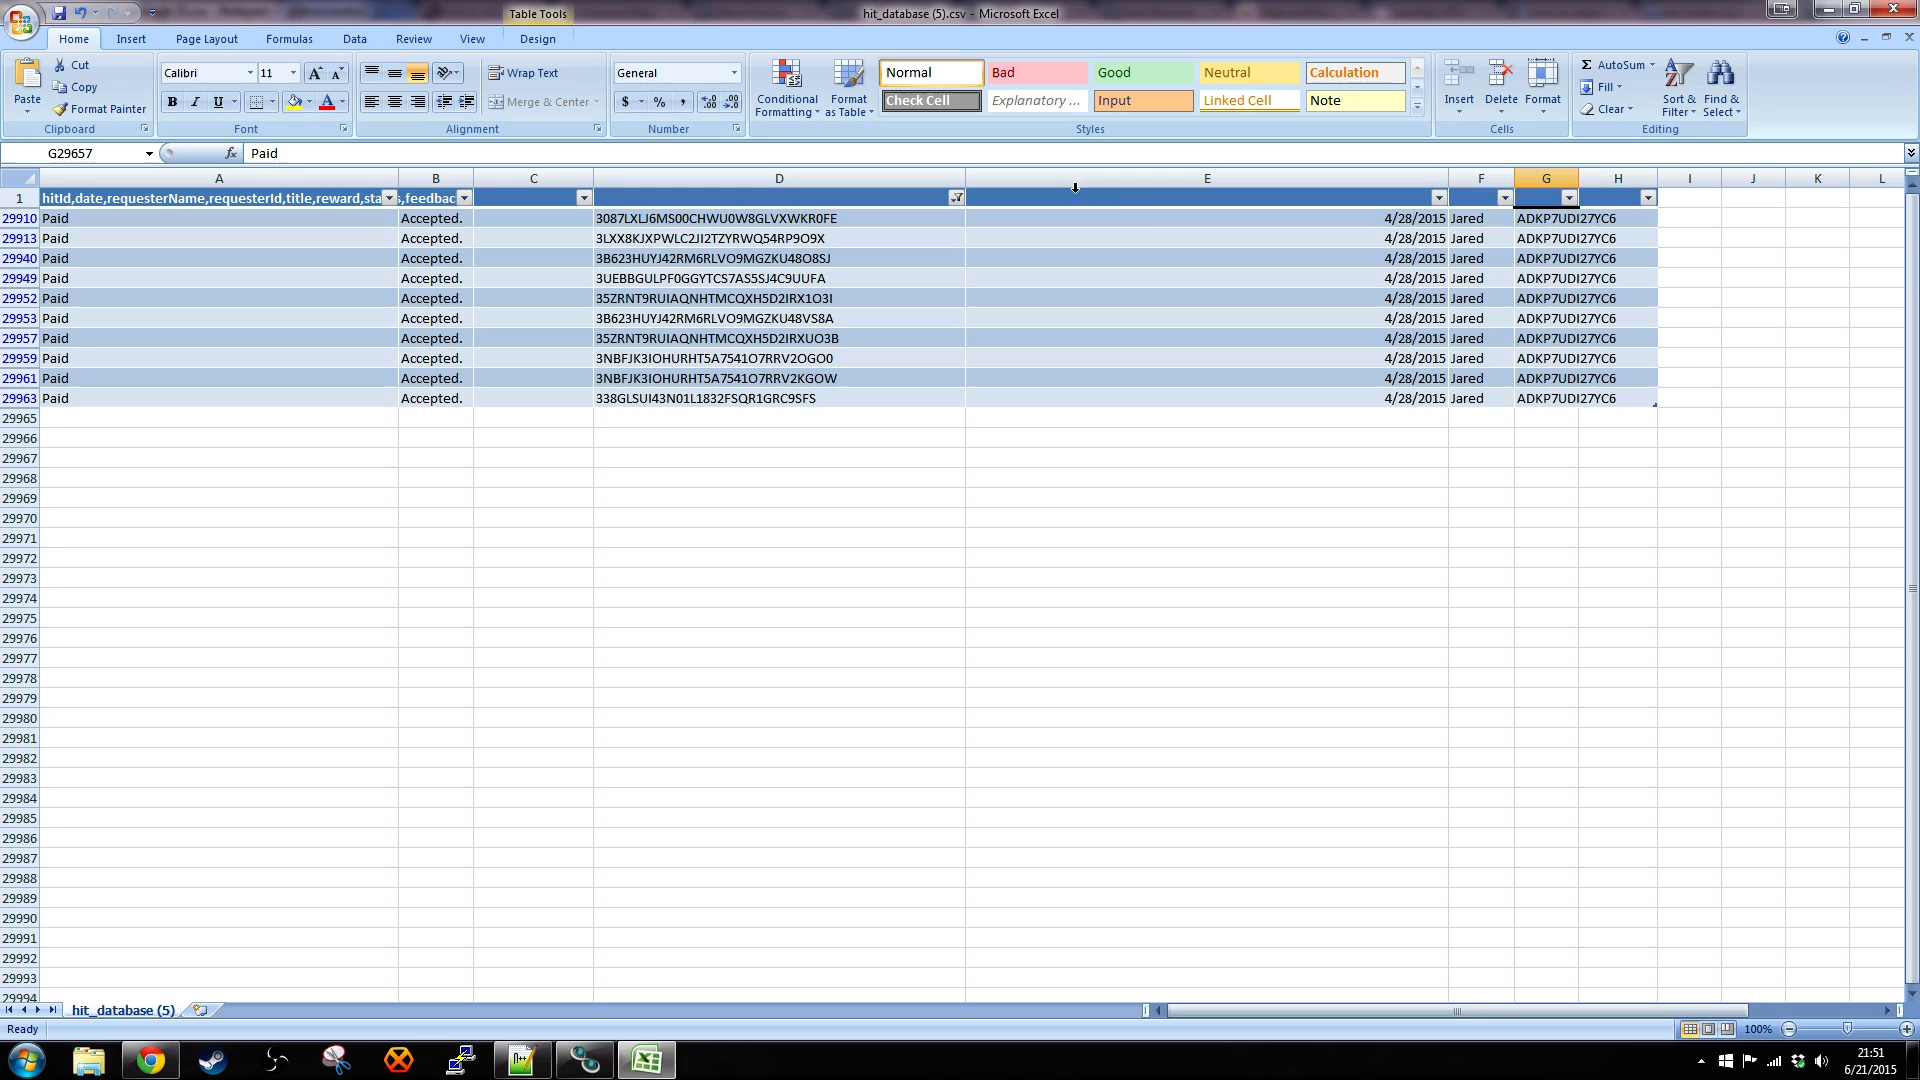 Table Tools
hit_database (5).csv - Microsoft Excel
Home Insert Page Layout Formulas Data Review View Design
Paste
Cut
Copy
Format Painter
Clipboard
Calibri 11
B I U
Font
Wrap Text
Merge & Center
Alignment
General
$ % ,
Number
Conditional Formatting
Format as Table
Normal Bad Good Neutral Calculation
Check Cell Explanatory ... Input Linked Cell Note
Styles
Insert Delete Format
Cells
AutoSum
Fill
Clear
Sort & Filter
Find & Select
Editing
G29657 fx Paid
A B C D E F G H I J K L
1 hitId,date,requesterName,requesterId,title,reward,sta s,feedbac
29910 Paid Accepted. 3087LXLJ6MS00CHWU0W8GLVXWKR0FE 4/28/2015 Jared ADKP7UDI27YC6
29913 Paid Accepted. 3LXX8KJXPWLC2JI2TZYRWQ54RP9O9X 4/28/2015 Jared ADKP7UDI27YC6
29940 Paid Accepted. 3B623HUYJ42RM6RLVO9MGZKU48O8SJ 4/28/2015 Jared ADKP7UDI27YC6
29949 Paid Accepted. 3UEBBGULPF0GGYTCS7AS5SJ4C9UUFA 4/28/2015 Jared ADKP7UDI27YC6
29952 Paid Accepted. 35ZRNT9RUIAQNHTMCQXH5D2IRX1O3I 4/28/2015 Jared ADKP7UDI27YC6
29953 Paid Accepted. 3B623HUYJ42RM6RLVO9MGZKU48VS8A 4/28/2015 Jared ADKP7UDI27YC6
29957 Paid Accepted. 35ZRNT9RUIAQNHTMCQXH5D2IRXUO3B 4/28/2015 Jared ADKP7UDI27YC6
29959 Paid Accepted. 3NBFJK3IOHURHT5A7541O7RRV2OGO0 4/28/2015 Jared ADKP7UDI27YC6
29961 Paid Accepted. 3NBFJK3IOHURHT5A7541O7RRV2KGOW 4/28/2015 Jared ADKP7UDI27YC6
29963 Paid Accepted. 338GLSUI43N01L1832FSQR1GRC9SFS 4/28/2015 Jared ADKP7UDI27YC6
29965
29966
29967
29968
29969
29970
29971
29972
29973
29974
29975
29976
29977
29978
29979
29980
29981
29982
29983
29984
29985
29986
29987
29988
29989
29990
29991
29992
29993
29994
hit_database (5)
Ready 100%
21:51
6/21/2015